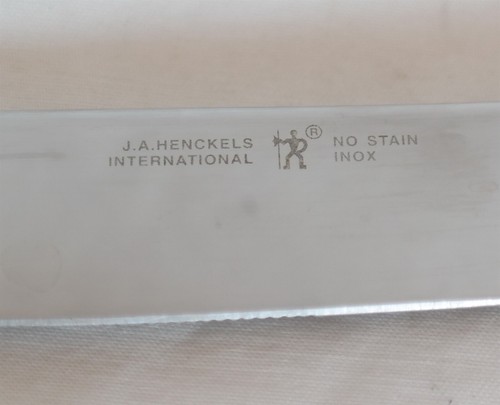 J.A.HENCKELS
INTERNATIONAL
®
NO STAIN
INOX